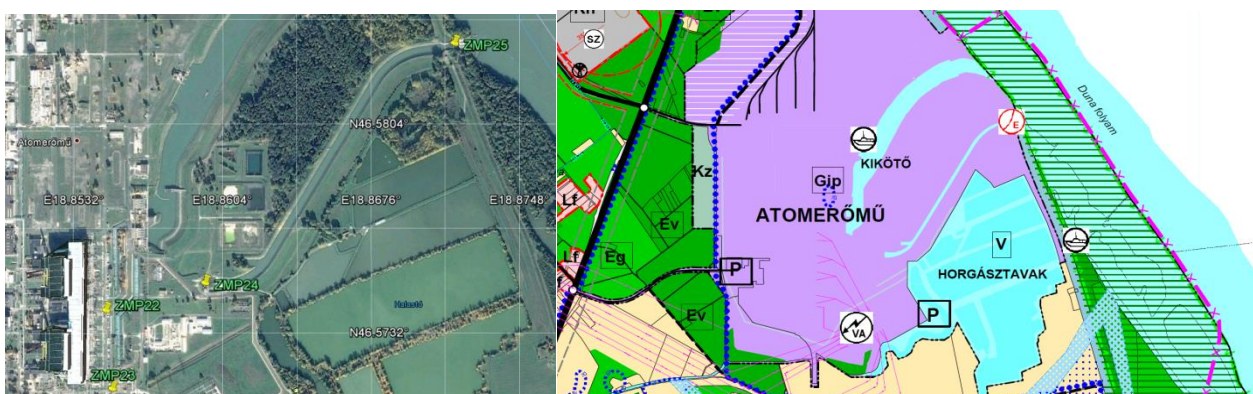 ZMP25
N46.5804
Atomerőmű
E18.8532°
E18.8604°
E18.8676°
E18.8748°
ZMP24
ZMP22
Halastó
N46.5732°
ZMP23
SZ
Duna folyam
E
KIKÖTŐ
Kz
Gip
Lf
Ev
ATOMERŐMŰ
V
Eg
HORGÁSZTAVAK
Lf
P
Ev
P
VA